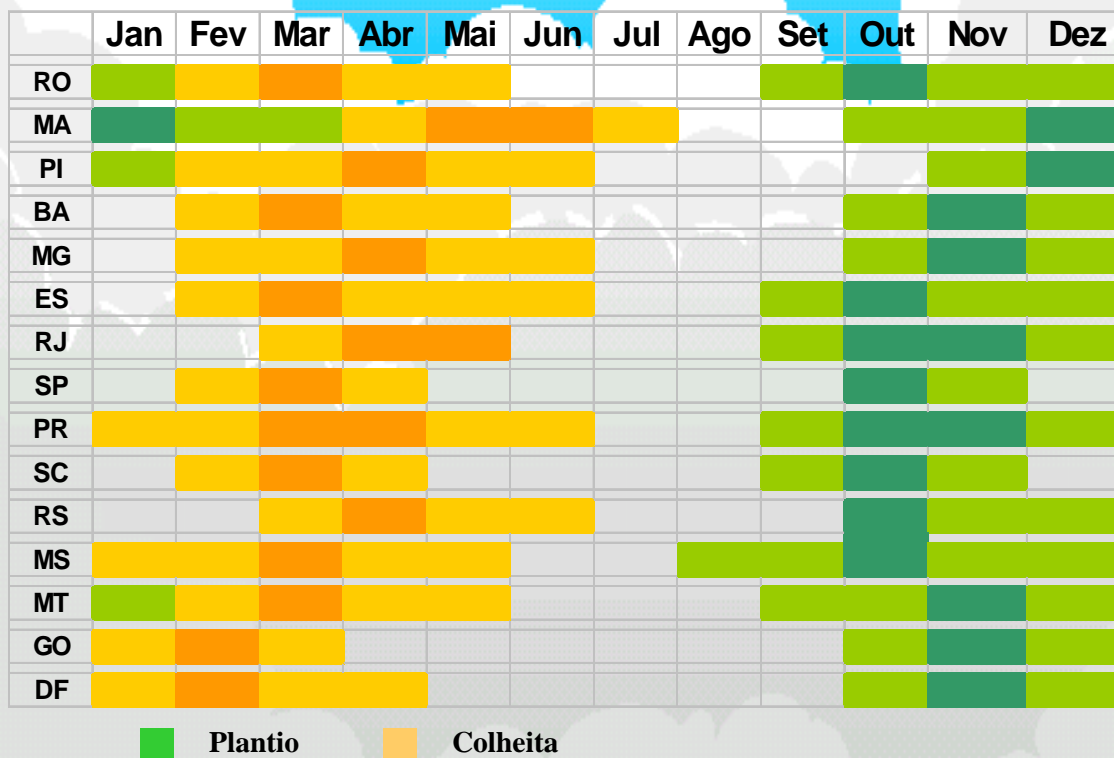 Jan Fev Mar Abr Mai Jun Jul Ago Set Out Nov Dez
RO
MA
PI
BA
MG
ES
RJ
SP
PR
SC
RS
MS
MT
GO
DF
Plantio Colheita